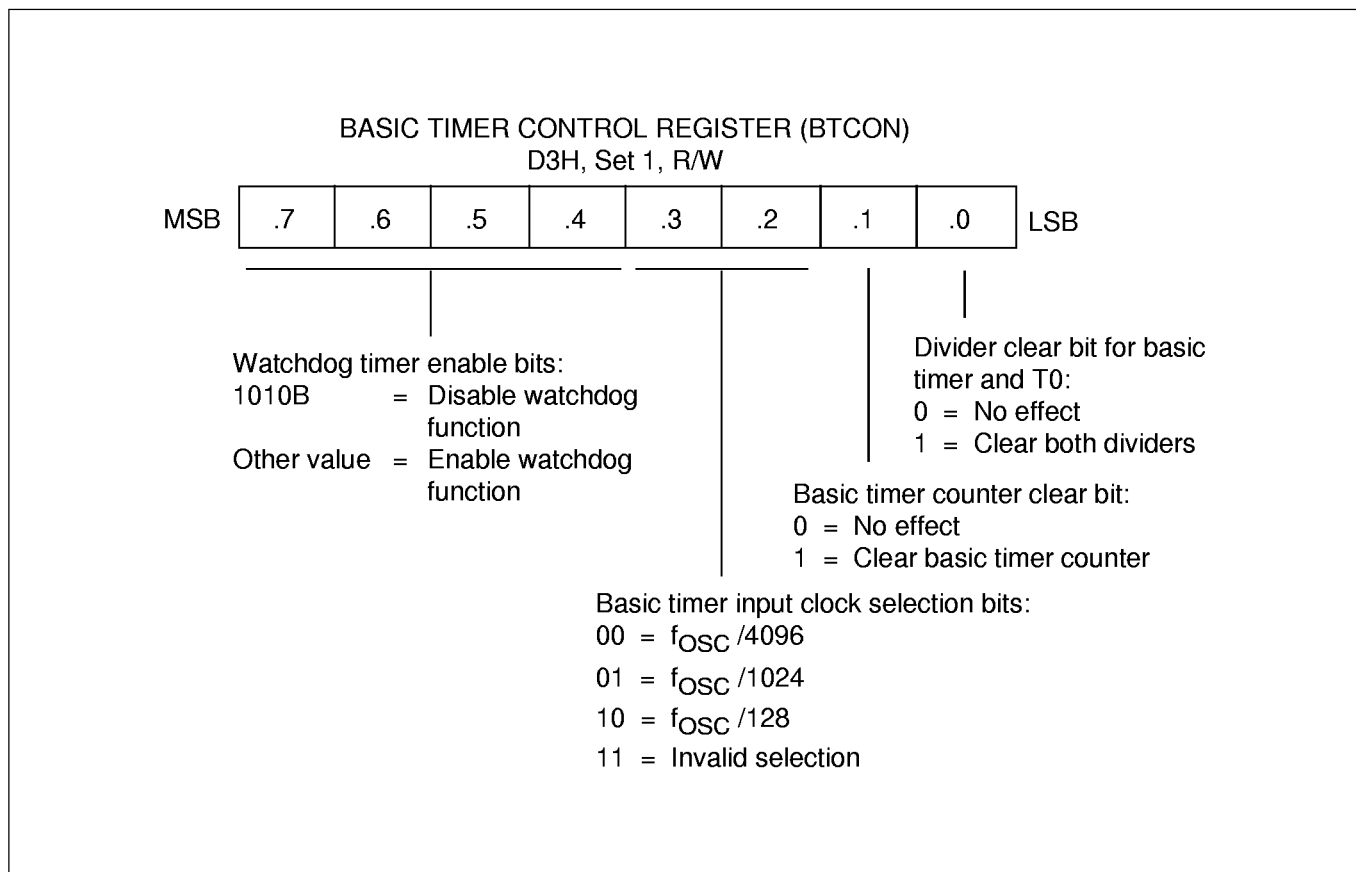 BASIC TIMER CONTROL REGISTER (BTCON)
D3H, Set 1, R/W
MSB .7 .6 .5 .4 .3 .2 .1 .0 LSB
Watchdog timer enable bits:
1010B = Disable watchdog
function
Other value = Enable watchdog
function
Divider clear bit for basic
timer and T0:
0 = No effect
1 = Clear both dividers
Basic timer counter clear bit:
0 = No effect
1 = Clear basic timer counter
Basic timer input clock selection bits:
00 = fOSC /4096
01 = fOSC /1024
10 = fOSC /128
11 = Invalid selection